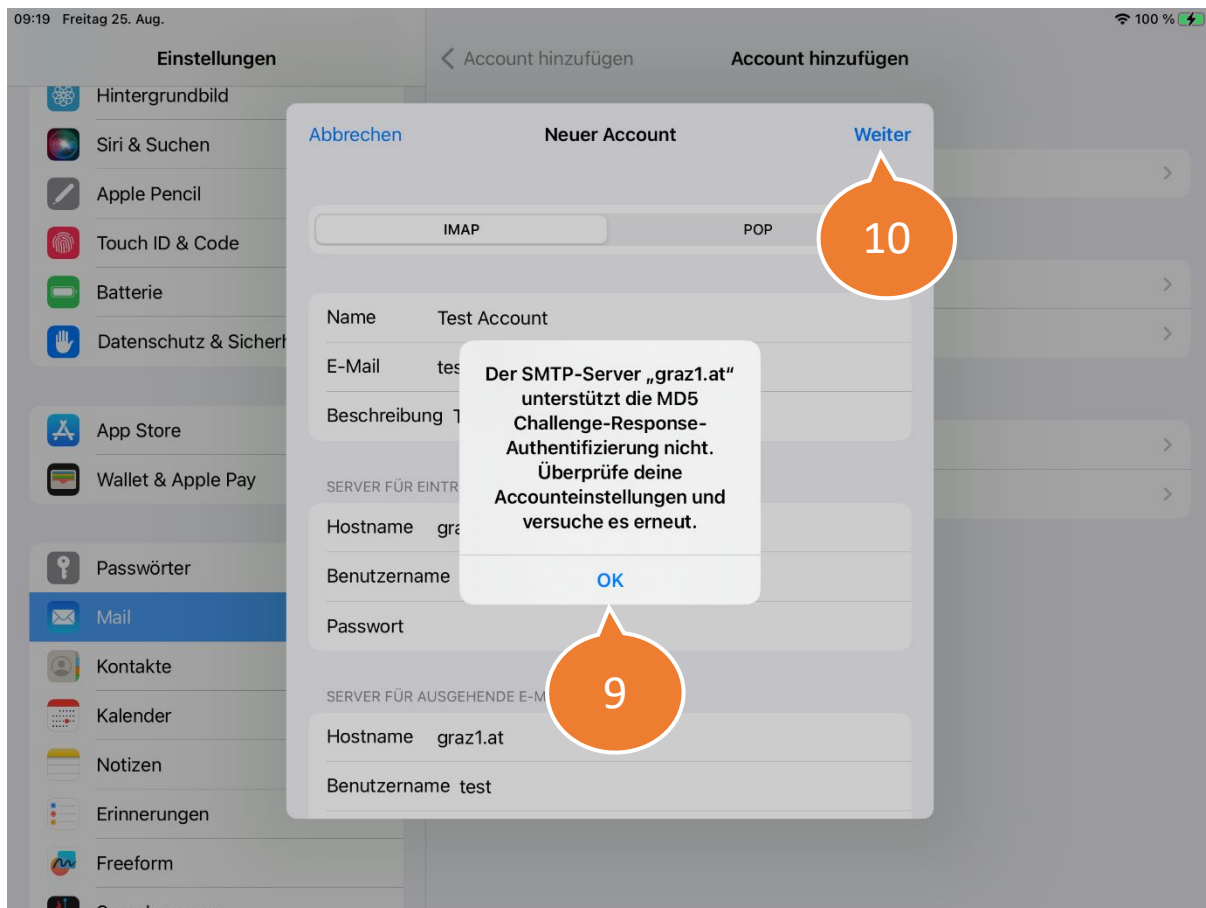 09:19 Freitag 25. Aug.
100 %
Einstellungen
Hintergrundbild
Siri & Suchen
Apple Pencil
Touch ID & Code
Batterie
Datenschutz & Sicherh
App Store
Wallet & Apple Pay
Passwörter
Mail
Kontakte
Kalender
Notizen
Erinnerungen
Freeform
Account hinzufügen
Account hinzufügen
Abbrechen
Neuer Account
Weiter
10
IMAP
POP
Name Test Account
E-Mail tes
Beschreibung T
SERVER FÜR EINTR
Hostname gra
Benutzername
Passwort
Der SMTP-Server „graz1.at“
unterstützt die MD5
Challenge-Response-
Authentifizierung nicht.
Überprüfe deine
Accounteinstellungen und
versuche es erneut.
OK
9
SERVER FÜR AUSGEHENDE E-M
Hostname graz1.at
Benutzername test